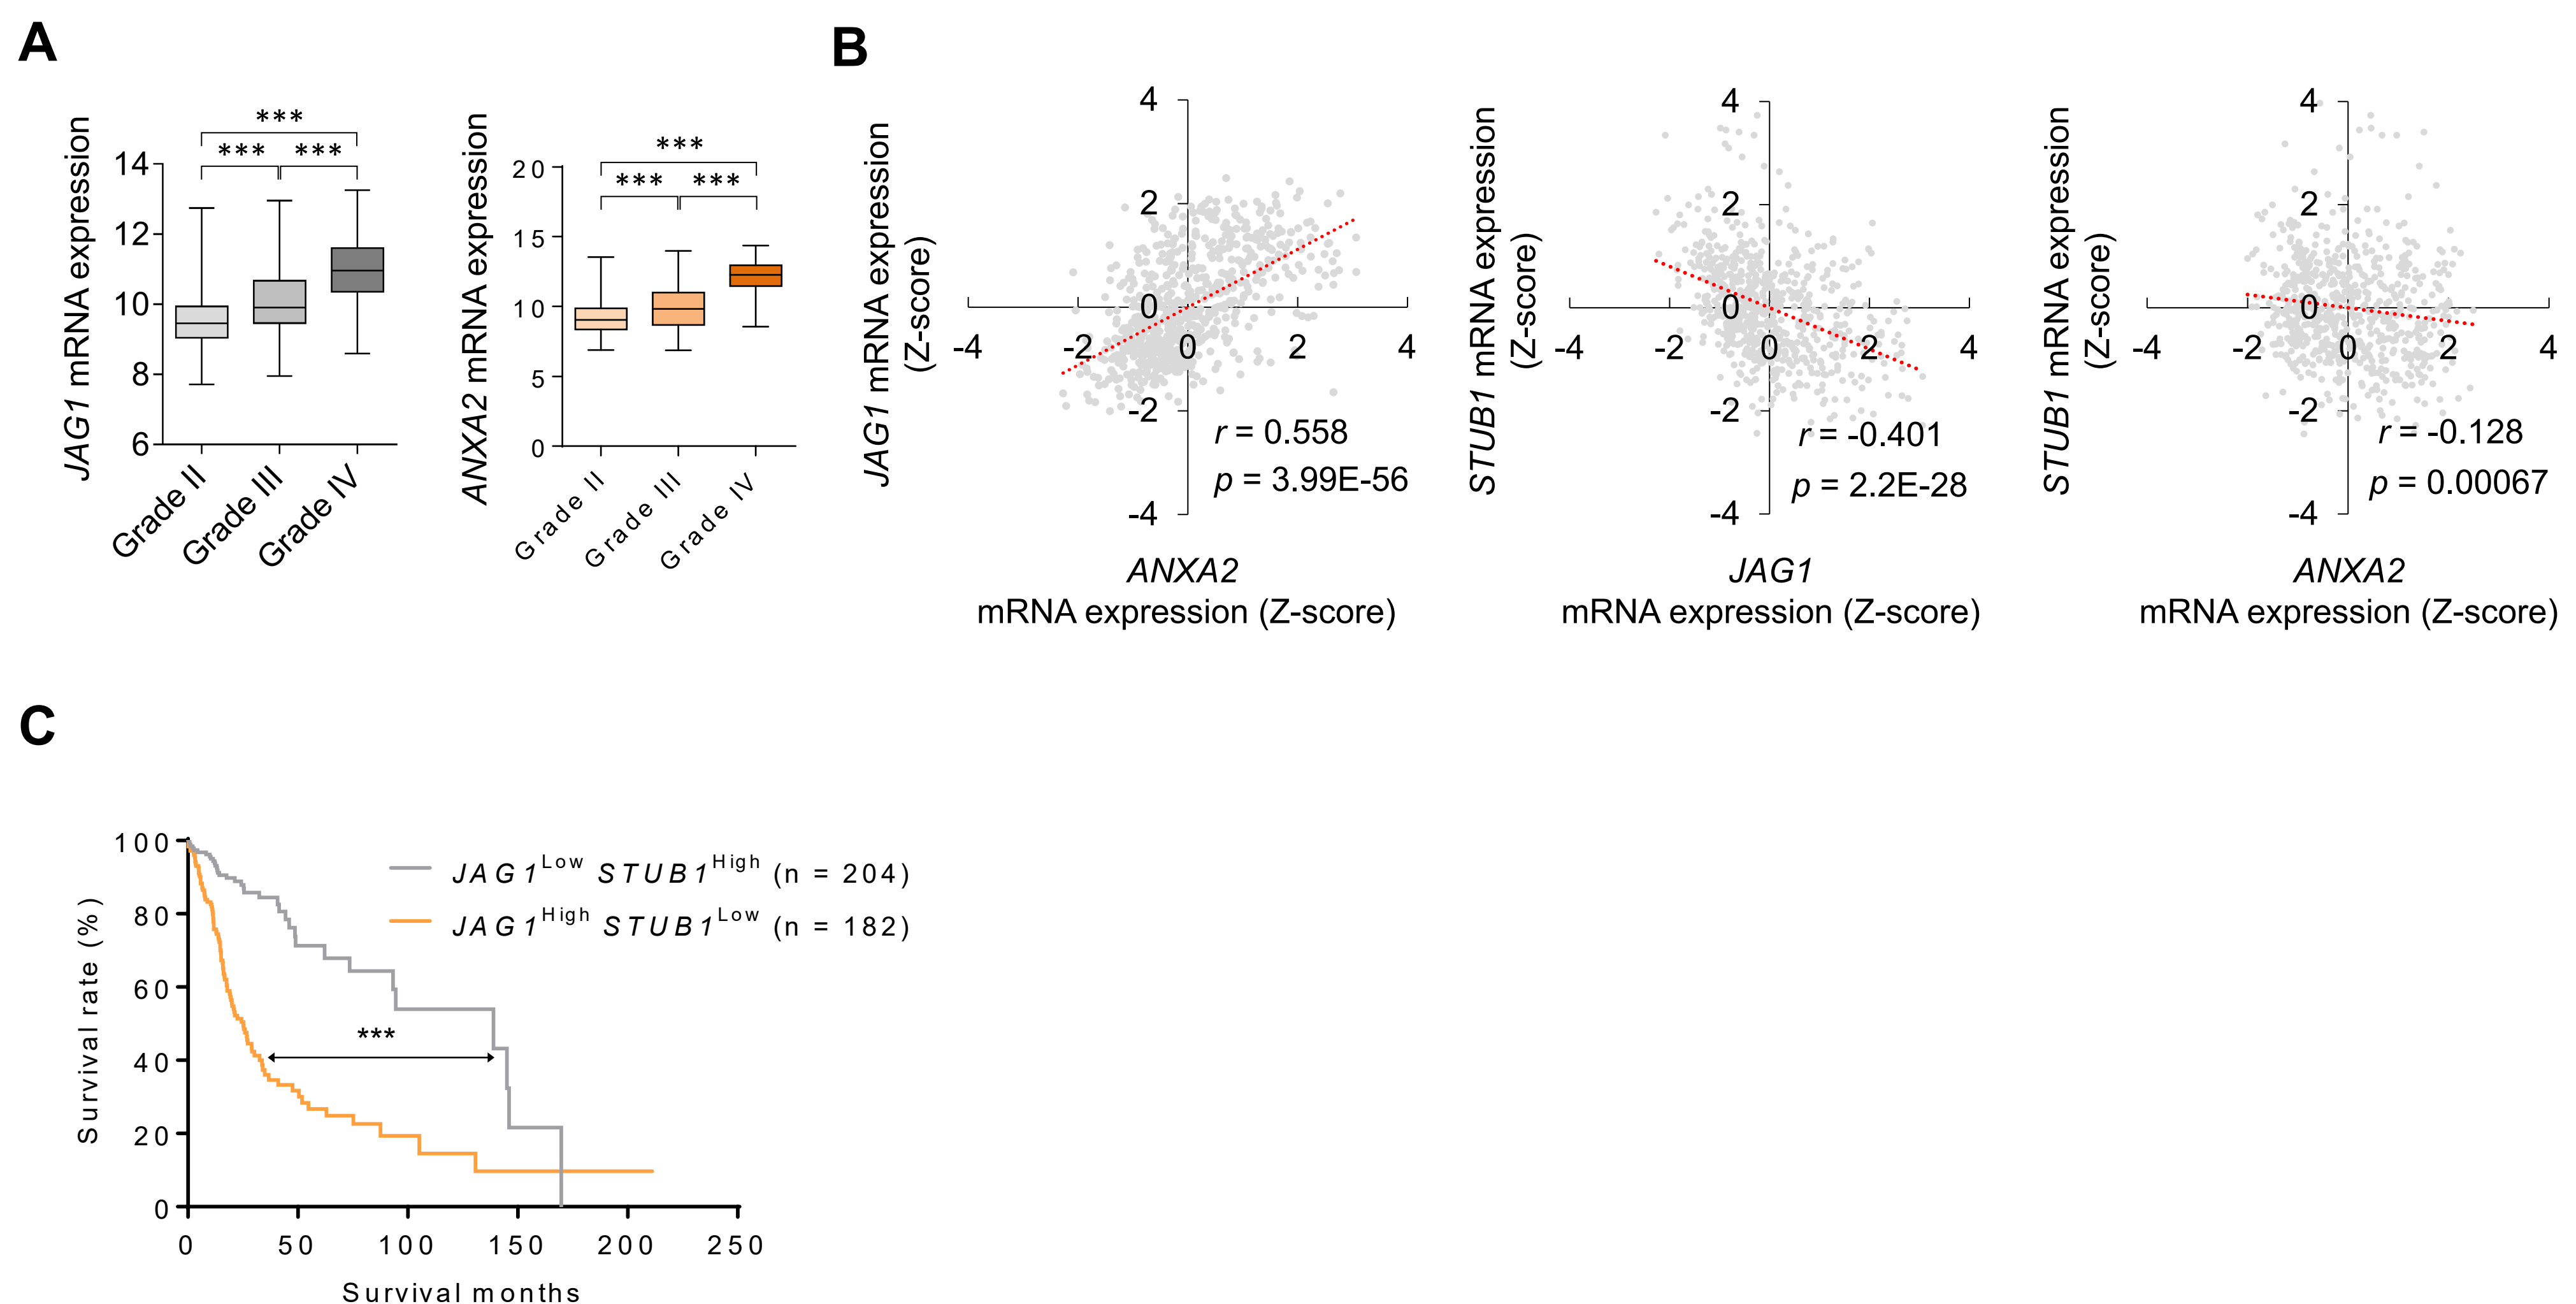 A
JAG1 mRNA expression
14
12
10
8
6
***
*** ***
Grade II
Grade III
Grade IV
ANXA2 mRNA expression
20
15
10
5
0
***
*** ***
Grade II
Grade III
Grade IV
B
JAG1 mRNA expression
(Z-score)
4
2
0
-2
-4
-4 -2 0 2 4
r = 0.558
p = 3.99E-56
ANXA2
mRNA expression (Z-score)
STUB1 mRNA expression
(Z-score)
4
2
0
-2
-4
-4 -2 0 2 4
r = -0.401
p = 2.2E-28
JAG1
mRNA expression (Z-score)
STUB1 mRNA expression
(Z-score)
4
2
0
-2
-4
-4 -2 0 2 4
r = -0.128
p = 0.00067
ANXA2
mRNA expression (Z-score)
C
Survival rate (%)
100
80
60
40
20
0
JAG1Low STUB1High (n = 204)
JAG1High STUB1Low (n = 182)
***
0 50 100 150 200 250
Survival months